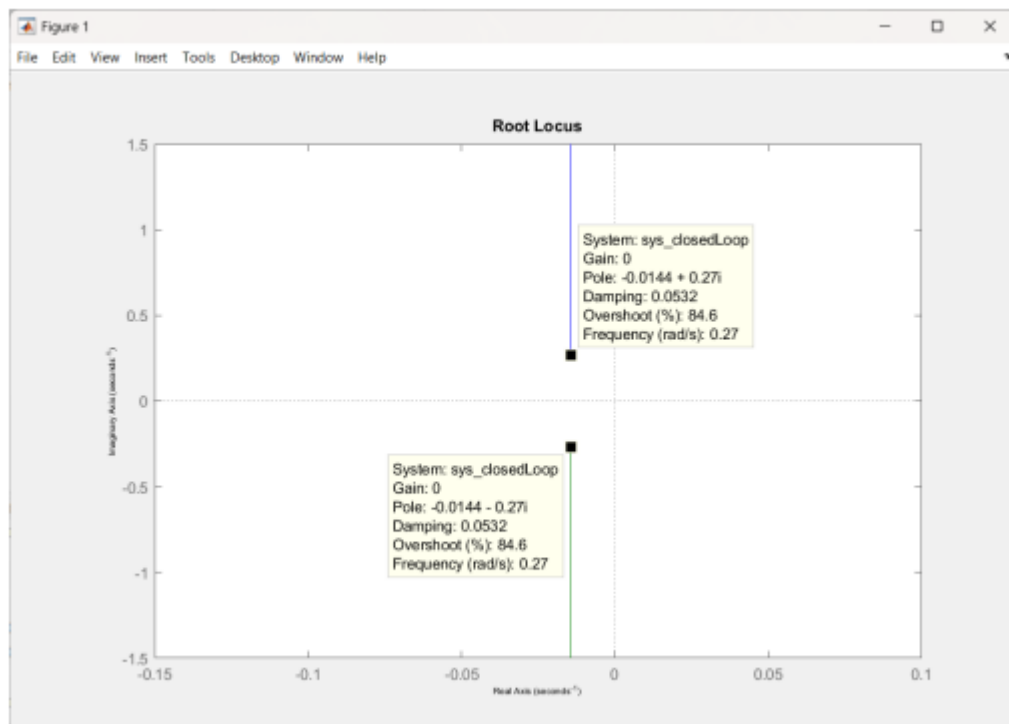 Figure 1
File Edit View Insert Tools Desktop Window Help
Root Locus
1.5
1
0.5
0
-0.5
-1
-1.5
Imaginary Axis (seconds⁻¹)
System: sys_closedLoop
Gain: 0
Pole: -0.0144 + 0.27i
Damping: 0.0532
Overshoot (%): 84.6
Frequency (rad/s): 0.27
System: sys_closedLoop
Gain: 0
Pole: -0.0144 - 0.27i
Damping: 0.0532
Overshoot (%): 84.6
Frequency (rad/s): 0.27
-0.15 -0.1 -0.05 0 0.05 0.1
Real Axis (seconds⁻¹)